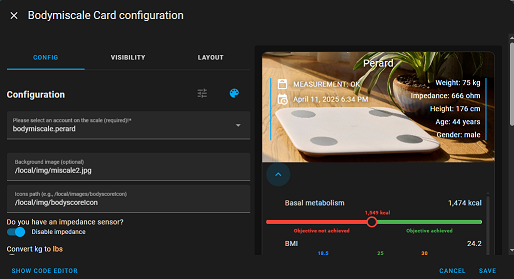 Bodymiscale Card configuration
CONFIG
VISIBILITY
LAYOUT
Configuration
Please select an account on the scale (required)!*
bodymiscale.perard
Background image (optional)
/local/img/miscale2.jpg
Icons path (e.g., /local/images/bodyscoreIcon)
/local/img/bodyscoreIcon
Do you have an impedance sensor?
Disable impedance
Convert kg to lbs
SHOW CODE EDITOR
Perard
MEASUREMENT: OK
April 11, 2025 6:34 PM
Weight: 75 kg
Impedance: 666 ohm
Height: 176 cm
Age: 44 years
Gender: male
Basal metabolism
1,474 kcal
1,545 kcal
Objective not achieved
Objective achieved
BMI
24.2
18.5
25
30
CANCEL
SAVE